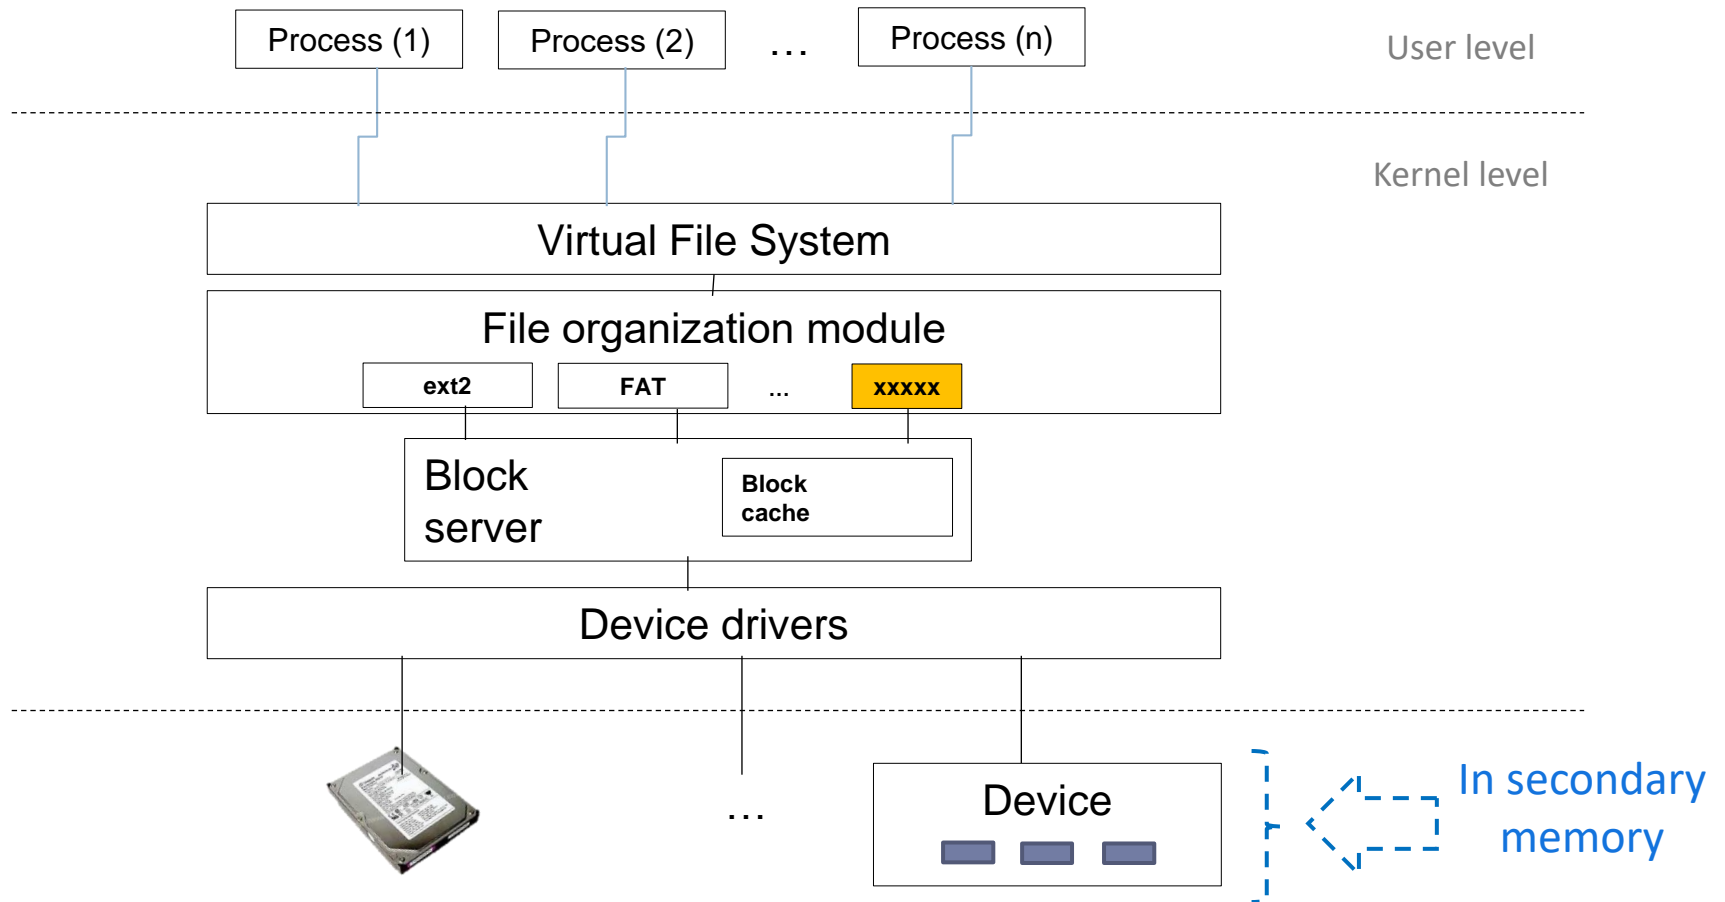 Process (1)
Process (2)
...
Process (n)
User level
Kernel level
Virtual File System
File organization module
ext2
FAT
...
xxxxx
Block
server
Block
cache
Device drivers
...
Device
In secondary
memory